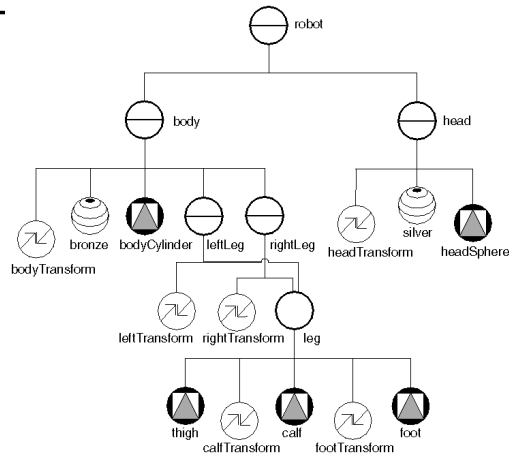 robot
body
head
bronze
bodyCylinder
leftLeg
rightLeg
silver
bodyTransform
headTransform
headSphere
leftTransform
rightTransform
leg
thigh
calfTransform
calf
footTransform
foot